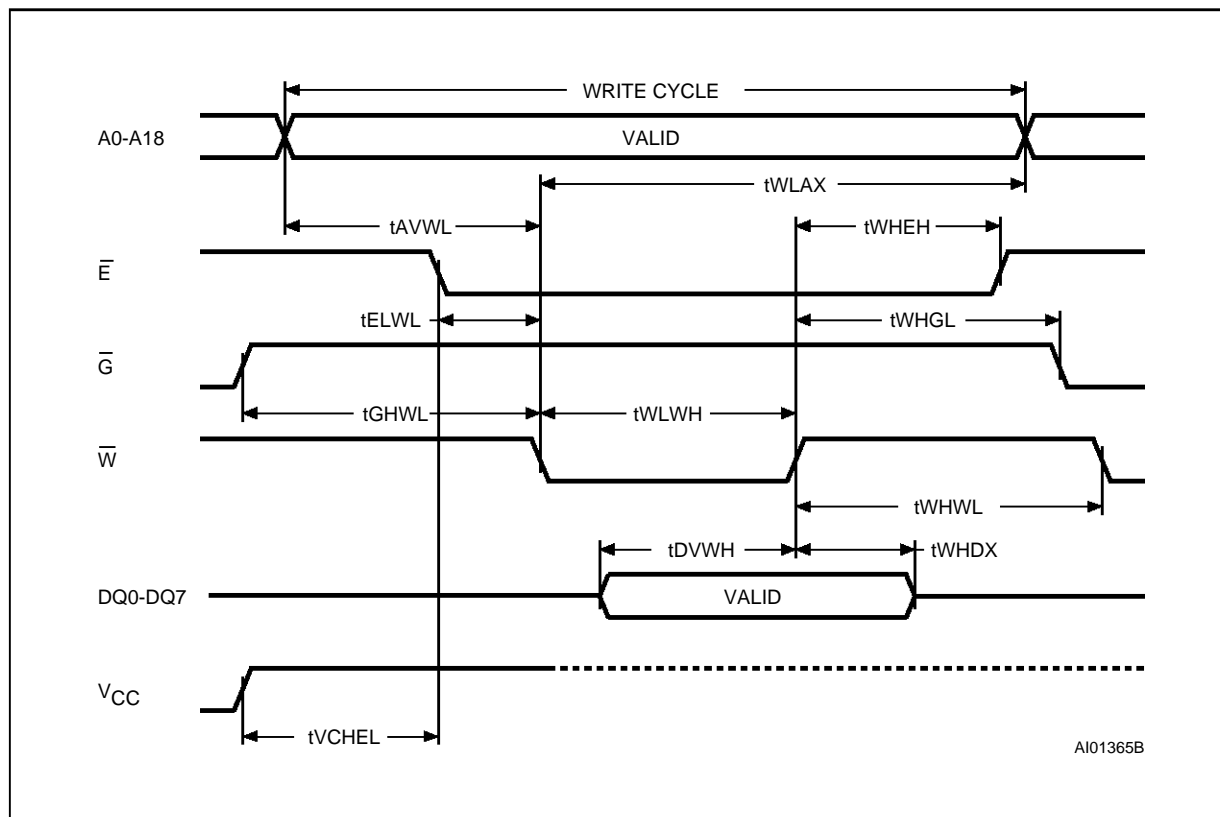 WRITE CYCLE
A0-A18
VALID
tWLAX
tAVWL
tWHEH
E̅
tELWL
tWHGL
G̅
tGHWL
tWLWH
W̅
tWHWL
tDVWH
tWHDX
DQ0-DQ7
VALID
VCC
tVCHEL
AI01365B